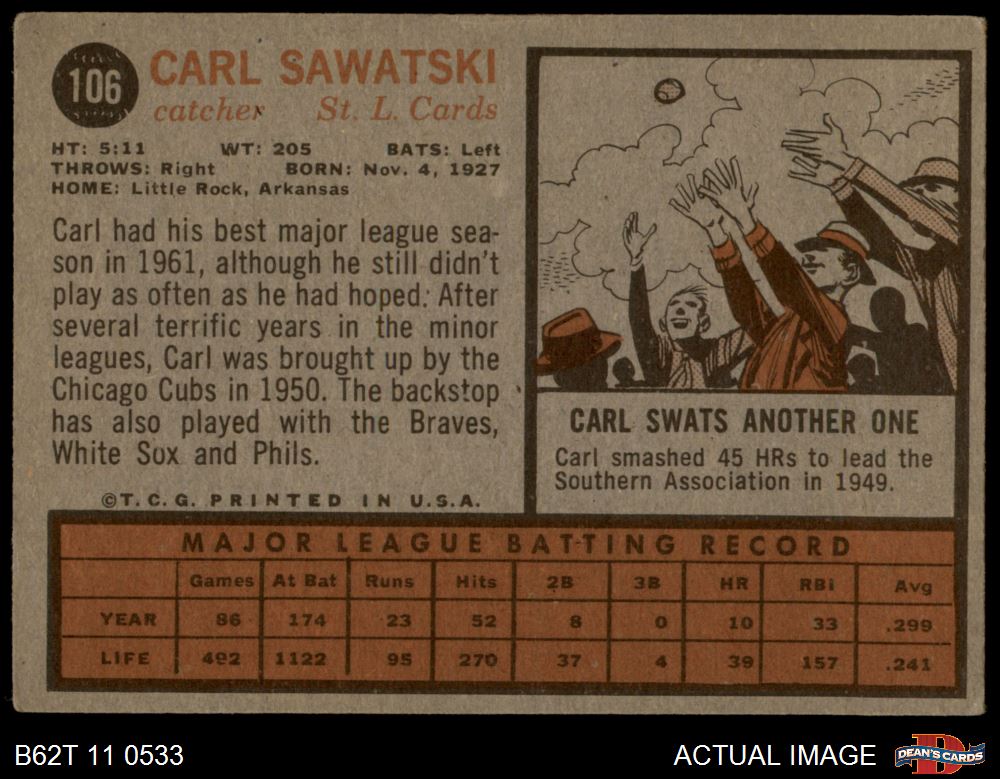 106
CARL SAWATSKI
catcher St. L. Cards
HT: 5:11 WT: 205 BATS: Left
THROWS: Right BORN: Nov. 4, 1927
HOME: Little Rock, Arkansas
Carl had his best major league sea-
son in 1961, although he still didn't
play as often as he had hoped. After
several terrific years in the minor
leagues, Carl was brought up by the
Chicago Cubs in 1950. The backstop
has also played with the Braves,
White Sox and Phils.
©T.C.G. PRINTED IN U.S.A.
CARL SWATS ANOTHER ONE
Carl smashed 45 HRs to lead the
Southern Association in 1949.
MAJOR LEAGUE BATTING RECORD
Games At Bat Runs Hits 2B 3B HR RBI Avg
YEAR 86 174 23 52 8 0 10 33 .299
LIFE 492 1122 95 270 37 4 39 157 .241
B62T 11 0533
ACTUAL IMAGE
DEAN'S CARDS